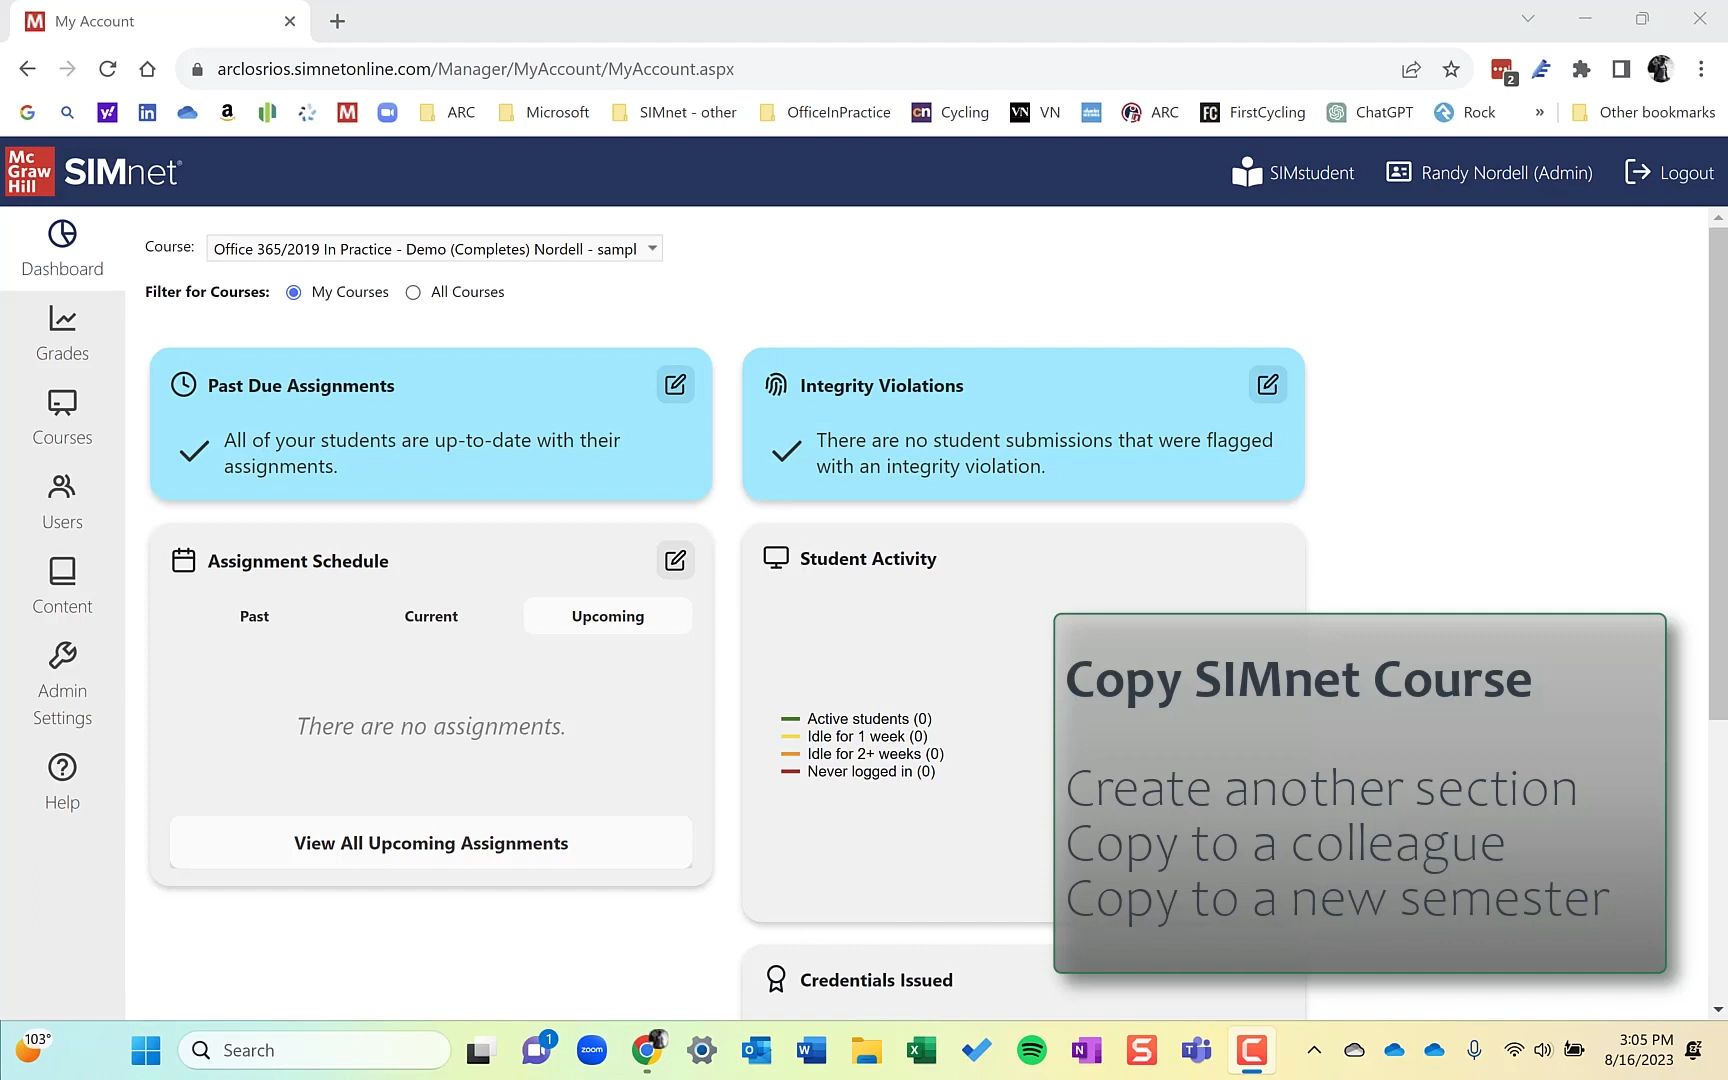 My Account
arclosrios.simnetonline.com/Manager/MyAccount/MyAccount.aspx
2
ARC
Microsoft
SIMnet - other
OfficeInPractice
cn Cycling
VN VN
ARC
FC FirstCycling
ChatGPT
Rock
»
Other bookmarks
Mc
Graw
Hill
SIMnet®
SIMstudent
Randy Nordell (Admin)
Logout
Dashboard
Grades
Courses
Users
Content
Admin
Settings
Help
Course:
Office 365/2019 In Practice - Demo (Completes) Nordell - sampl
Filter for Courses:
My Courses
All Courses
Past Due Assignments
All of your students are up-to-date with their
assignments.
Integrity Violations
There are no student submissions that were flagged
with an integrity violation.
Assignment Schedule
Past
Current
Upcoming
There are no assignments.
View All Upcoming Assignments
Student Activity
Active students (0)
Idle for 1 week (0)
Idle for 2+ weeks (0)
Never logged in (0)
Credentials Issued
Copy SIMnet Course
Create another section
Copy to a colleague
Copy to a new semester
103°
Search
1
zoom
3:05 PM
8/16/2023